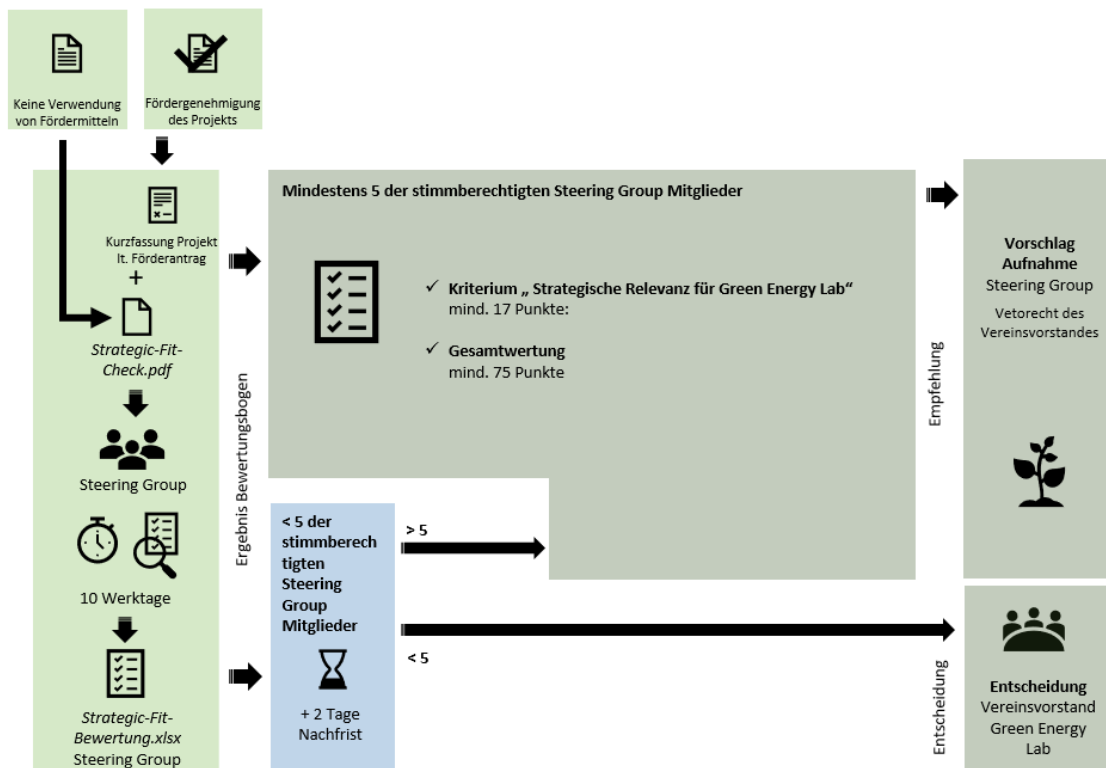 Keine Verwendung
von Fördermitteln
Fördergenehmigung
des Projekts
Kurzfassung Projekt
lt. Förderantrag
+
Strategic-Fit-
Check.pdf
Steering Group
10 Werktage
Strategic-Fit-
Bewertung.xlsx
Steering Group
Ergebnis Bewertungsbogen
Mindestens 5 der stimmberechtigten Steering Group Mitglieder
✓ Kriterium „ Strategische Relevanz für Green Energy Lab“
mind. 17 Punkte:
✓ Gesamtwertung
mind. 75 Punkte
< 5 der
stimmberech
tigten
Steering
Group
Mitglieder
+ 2 Tage
Nachfrist
> 5
< 5
Empfehlung
Vorschlag
Aufnahme
Steering Group
Vetorecht des
Vereinsvorstandes
Entscheidung
Entscheidung
Vereinsvorstand
Green Energy
Lab